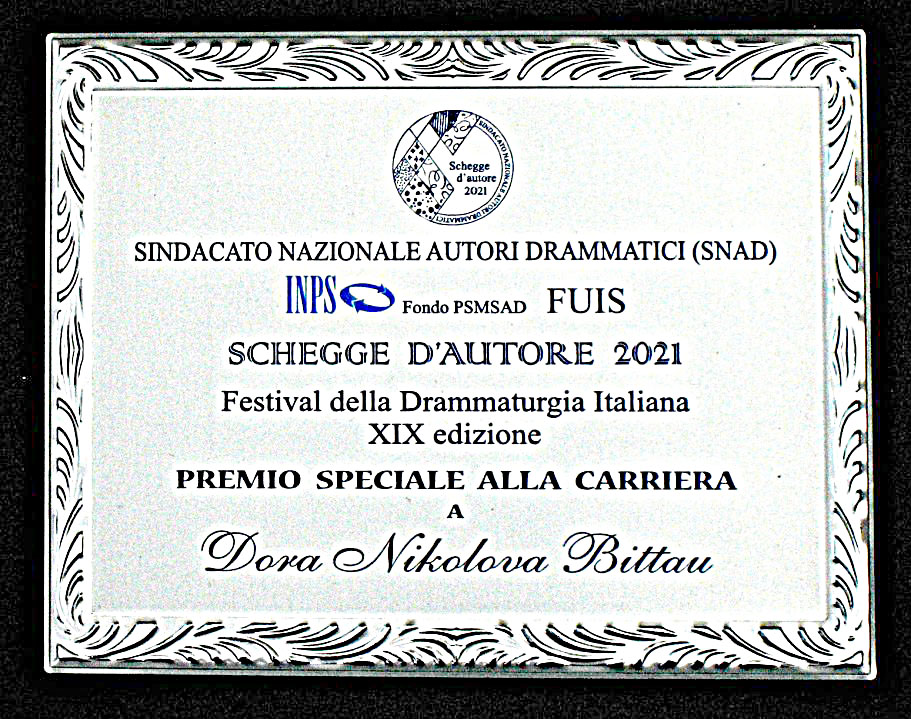 Schegge
d'autore
2021
SINDACATO NAZIONALE AUTORI DRAMMATICI
SINDACATO NAZIONALE AUTORI DRAMMATICI (SNAD)
INPS Fondo PSMSAD FUIS
SCHEGGE D'AUTORE 2021
Festival della Drammaturgia Italiana
XIX edizione
PREMIO SPECIALE ALLA CARRIERA
A
Dora Nikolova Bittau